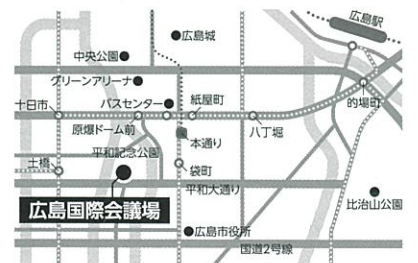 広島駅
広島城
中央公園
グリーンアリーナ
バスセンター
紙屋町
的場町
十日市
原爆ドーム前
本通り
八丁堀
平和記念公園
土橋
袋町
平和大通り
広島国際会議場
比治山公園
広島市役所
国道2号線